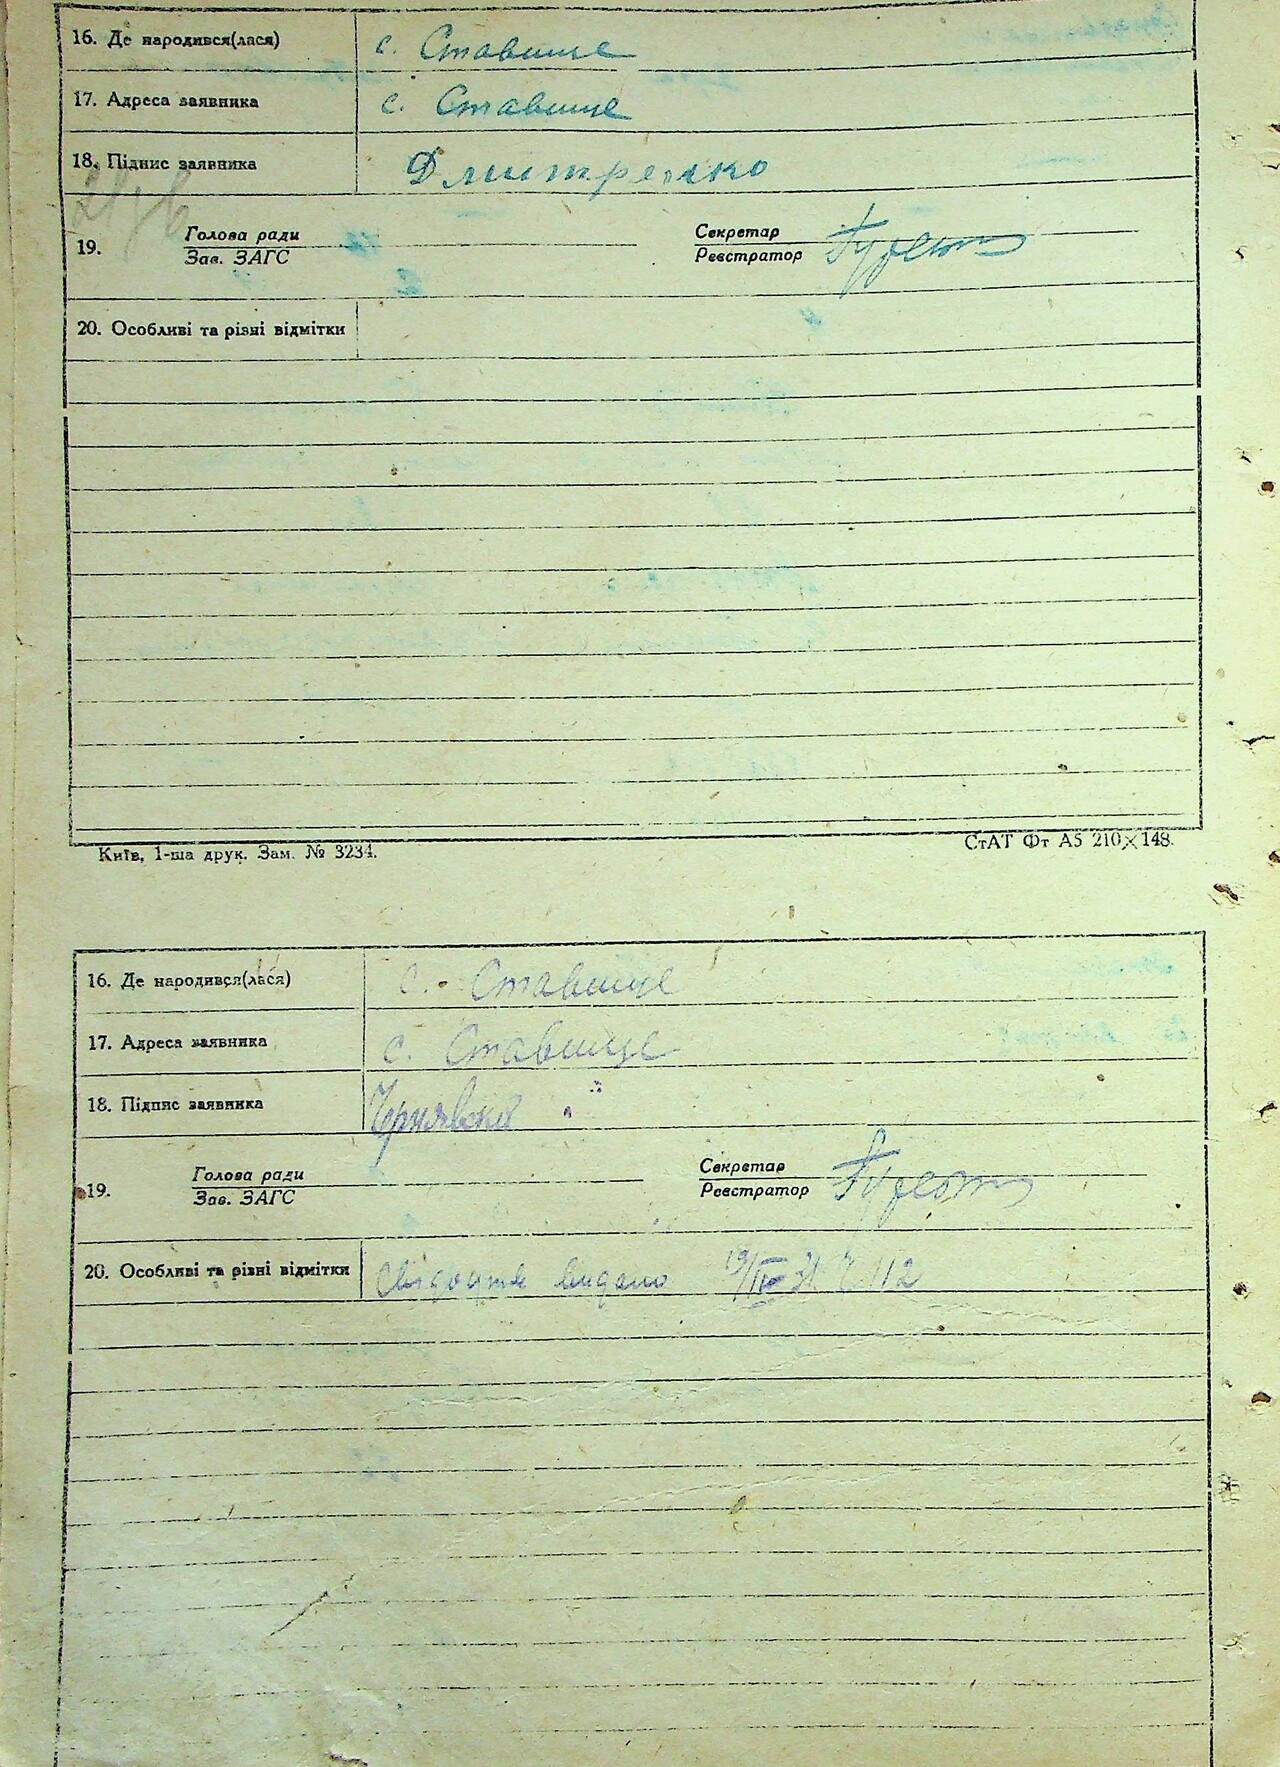 16. Де народився(лася) с. Ставище
17. Адреса заявника с. Ставище
18. Підпис заявника Дмитренко
19. Голова ради Секретар
Зав. ЗАГС Реєстратор
20. Особливі та різні відмітки
Київ, 1-ша друк. Зам. № 3234. СтАТ Фт А5 210×148.
16. Де народився(лася) с. Ставище
17. Адреса заявника с. Ставище
18. Підпис заявника Чернявська
19. Голова ради Секретар
Зав. ЗАГС Реєстратор
20. Особливі та різні відмітки видано 112